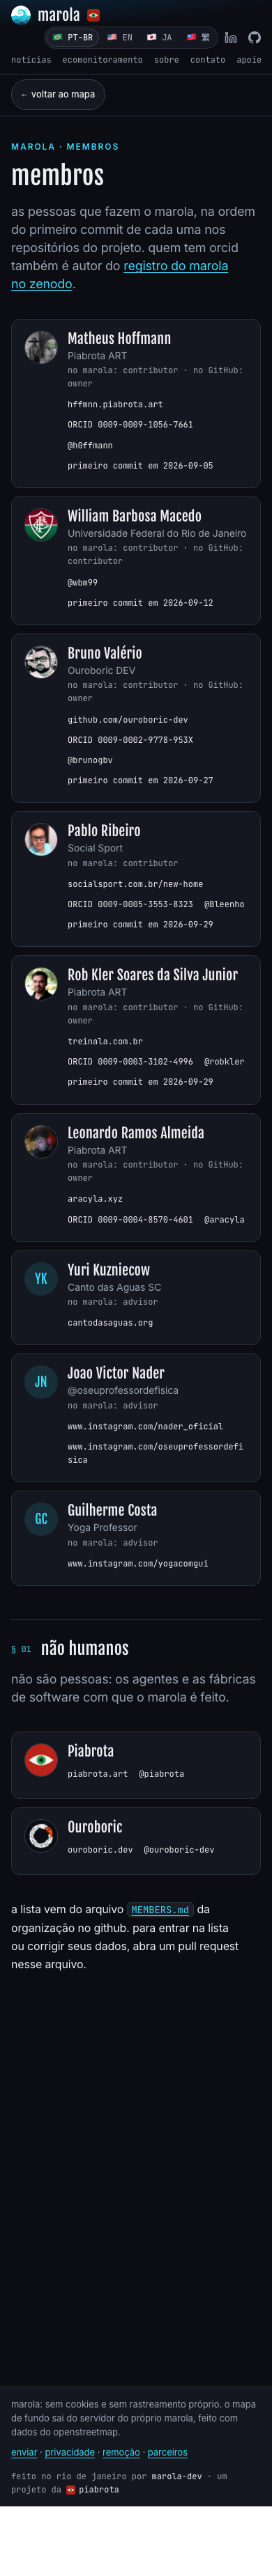 marola
PT-BR EN JA 繁
notícias ecomonitoramento sobre contato apoie
← voltar ao mapa
MAROLA · MEMBROS
membros
as pessoas que fazem o marola, na ordem
do primeiro commit de cada uma nos
repositórios do projeto. quem tem orcid
também é autor do registro do marola
no zenodo.
Matheus Hoffmann
Piabrota ART
no marola: contributor · no GitHub:
owner
hffmnn.piabrota.art
ORCID 0009-0009-1056-7661
@h0ffmann
primeiro commit em 2026-09-05
William Barbosa Macedo
Universidade Federal do Rio de Janeiro
no marola: contributor · no GitHub:
contributor
@wbm99
primeiro commit em 2026-09-12
Bruno Valério
Ouroboric DEV
no marola: contributor · no GitHub:
owner
github.com/ouroboric-dev
ORCID 0009-0002-9778-953X
@brunogbv
primeiro commit em 2026-09-27
Pablo Ribeiro
Social Sport
no marola: contributor
socialsport.com.br/new-home
ORCID 0009-0005-3553-8323 @Bleenho
primeiro commit em 2026-09-29
Rob Kler Soares da Silva Junior
Piabrota ART
no marola: contributor · no GitHub:
owner
treinala.com.br
ORCID 0009-0003-3102-4996 @robkler
primeiro commit em 2026-09-29
Leonardo Ramos Almeida
Piabrota ART
no marola: contributor · no GitHub:
owner
aracyla.xyz
ORCID 0009-0004-8570-4601 @aracyla
YK
Yuri Kuzniecow
Canto das Aguas SC
no marola: advisor
cantodasaguas.org
JN
Joao Victor Nader
@oseuprofessordefisica
no marola: advisor
www.instagram.com/nader_oficial
www.instagram.com/oseuprofessordefi
sica
GC
Guilherme Costa
Yoga Professor
no marola: advisor
www.instagram.com/yogacomgui
§ 01 não humanos
não são pessoas: os agentes e as fábricas
de software com que o marola é feito.
Piabrota
piabrota.art @piabrota
Ouroboric
ouroboric.dev @ouroboric-dev
a lista vem do arquivo MEMBERS.md da
organização no github. para entrar na lista
ou corrigir seus dados, abra um pull request
nesse arquivo.
marola: sem cookies e sem rastreamento próprio. o mapa
de fundo sai do servidor do próprio marola, feito com
dados do openstreetmap.
enviar · privacidade · remoção · parceiros
feito no rio de janeiro por marola-dev · um
projeto da piabrota